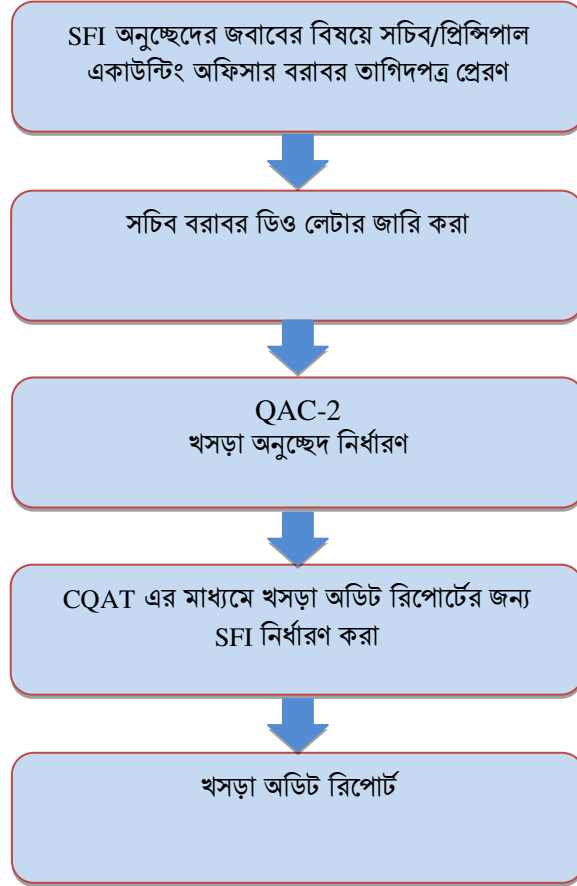 SFI অনুচ্ছেদের জবাবের বিষয়ে সচিব/প্রিন্সিপাল
একাউন্টিং অফিসার বরাবর তাগিদপত্র প্রেরণ
সচিব বরাবর ডিও লেটার জারি করা
QAC-2
খসড়া অনুচ্ছেদ নির্ধারণ
CQAT এর মাধ্যমে খসড়া অডিট রিপোর্টের জন্য
SFI নির্ধারণ করা
খসড়া অডিট রিপোর্ট